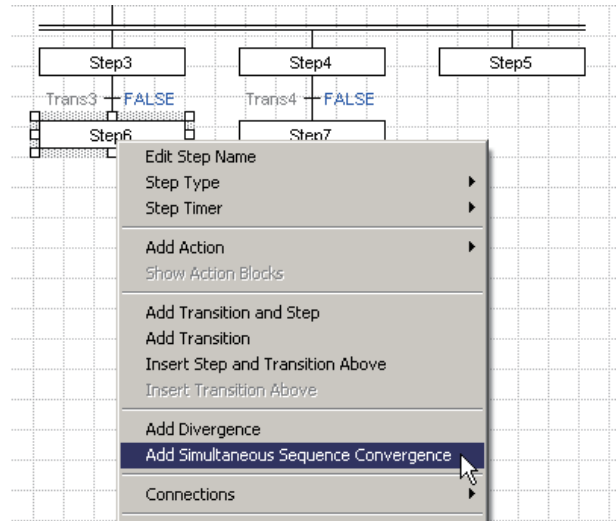 Step3 Step4 Step5
Trans3 FALSE Trans4 FALSE
Step6 Step7
Edit Step Name
Step Type
Step Timer
Add Action
Show Action Blocks
Add Transition and Step
Add Transition
Insert Step and Transition Above
Insert Transition Above
Add Divergence
Add Simultaneous Sequence Convergence
Connections